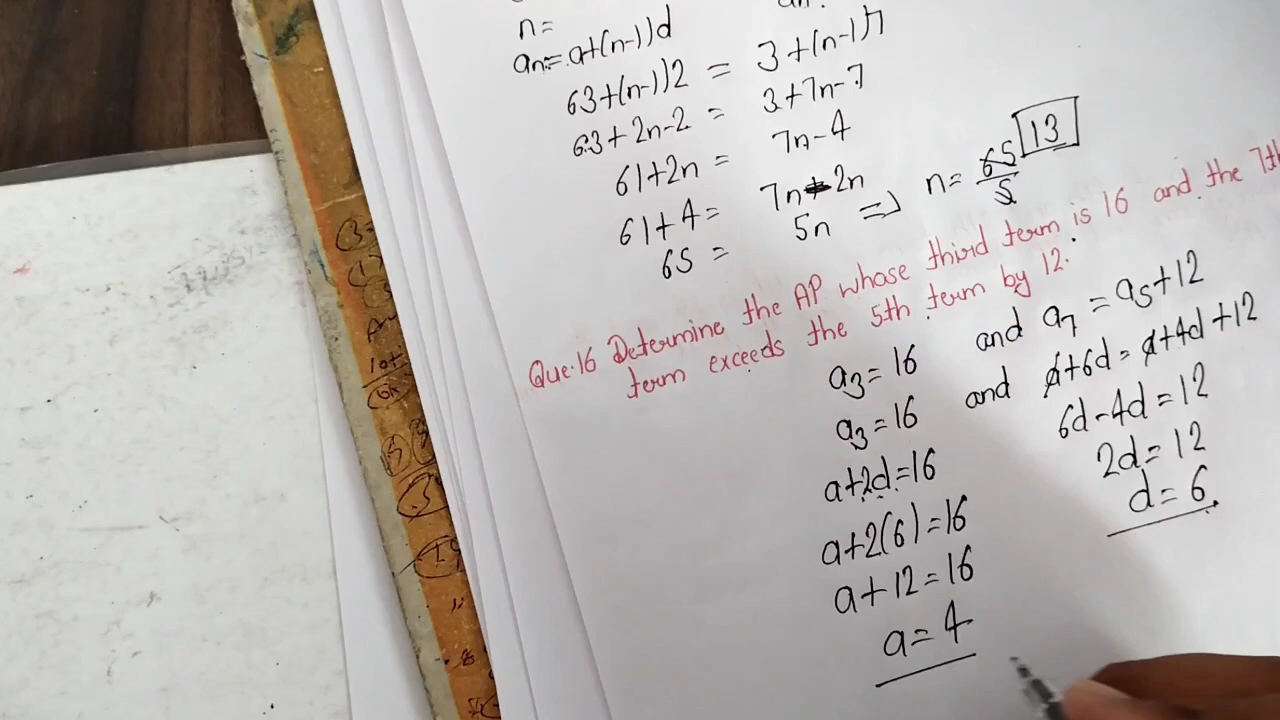 n=
an= a+(n-1)d
63+(n-1)2 = 3+(n-1)7
63+2n-2 = 3+7n-7
61+2n = 7n-4
61+4 = 7n-2n
65 = 5n => n= 65/5 13
Que.16 Determine the AP whose third term is 16 and the 7th
term exceeds the 5th term by 12.
a3=16 and a7=a5+12
a3=16 and a+6d=a+4d+12
a+2d=16 6d-4d=12
a+2(6)=16 2d=12
a+12=16 d=6
a=4